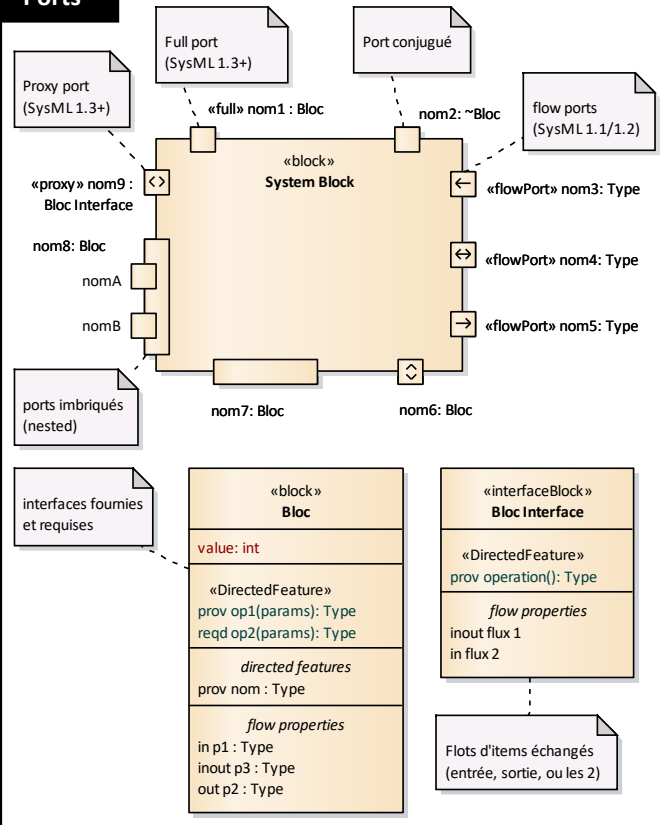 Ports
Full port
(SysML 1.3+)
Port conjugué
Proxy port
(SysML 1.3+)
flow ports
(SysML 1.1/1.2)
«full» nom1 : Bloc
nom2: ~Bloc
«block»
System Block
«proxy» nom9 :
Bloc Interface
«flowPort» nom3: Type
nom8: Bloc
«flowPort» nom4: Type
nomA
nomB
«flowPort» nom5: Type
ports imbriqués
(nested)
nom7: Bloc
nom6: Bloc
interfaces fournies
et requises
«block»
Bloc
value: int
«DirectedFeature»
prov op1(params): Type
reqd op2(params): Type
directed features
prov nom : Type
flow properties
in p1 : Type
inout p3 : Type
out p2 : Type
«interfaceBlock»
Bloc Interface
«DirectedFeature»
prov operation(): Type
flow properties
inout flux 1
in flux 2
Flots d'items échangés
(entrée, sortie, ou les 2)